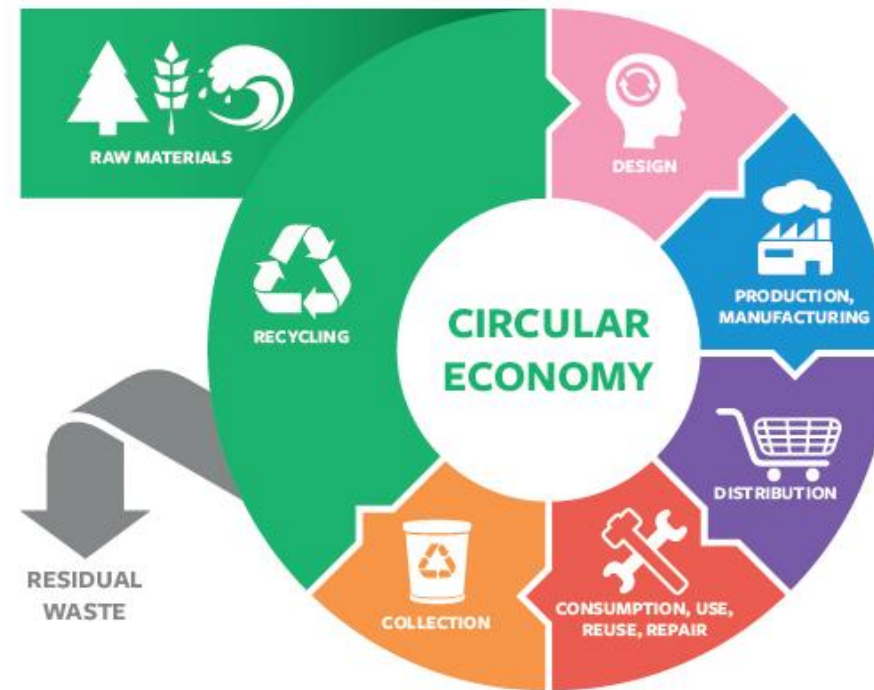 RAW MATERIALS
DESIGN
PRODUCTION,
MANUFACTURING
DISTRIBUTION
CONSUMPTION, USE,
REUSE, REPAIR
COLLECTION
RECYCLING
RESIDUAL
WASTE
CIRCULAR
ECONOMY